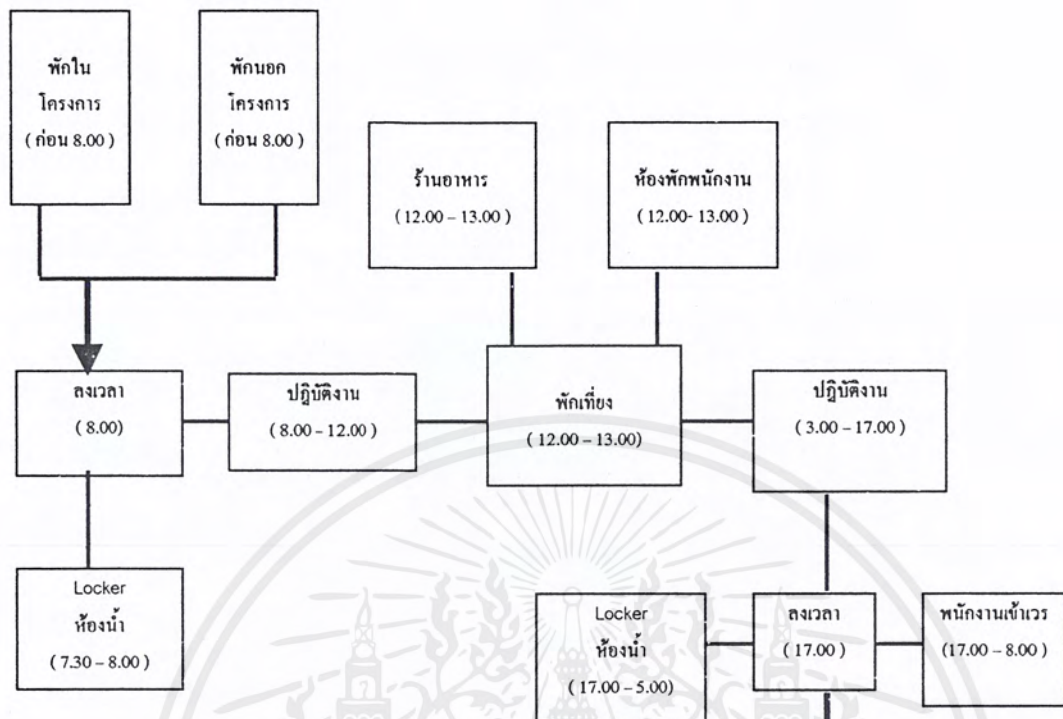 พักใน
โครงการ
( ก่อน 8.00 )
พักนอก
โครงการ
( ก่อน 8.00 )
ร้านอาหาร
( 12.00 – 13.00 )
ห้องพักพนักงาน
( 12.00- 13.00 )
ลงเวลา
( 8.00)
ปฎิบัติงาน
( 8.00 – 12.00 )
พักเที่ยง
( 12.00 – 13.00)
ปฎิบัติงาน
( 3.00 – 17.00 )
Locker
ห้องน้ำ
( 7.30 – 8.00 )
Locker
ห้องน้ำ
( 17.00 – 5.00)
ลงเวลา
( 17.00 )
พนักงานเข้าเวร
(17.00 – 8.00 )